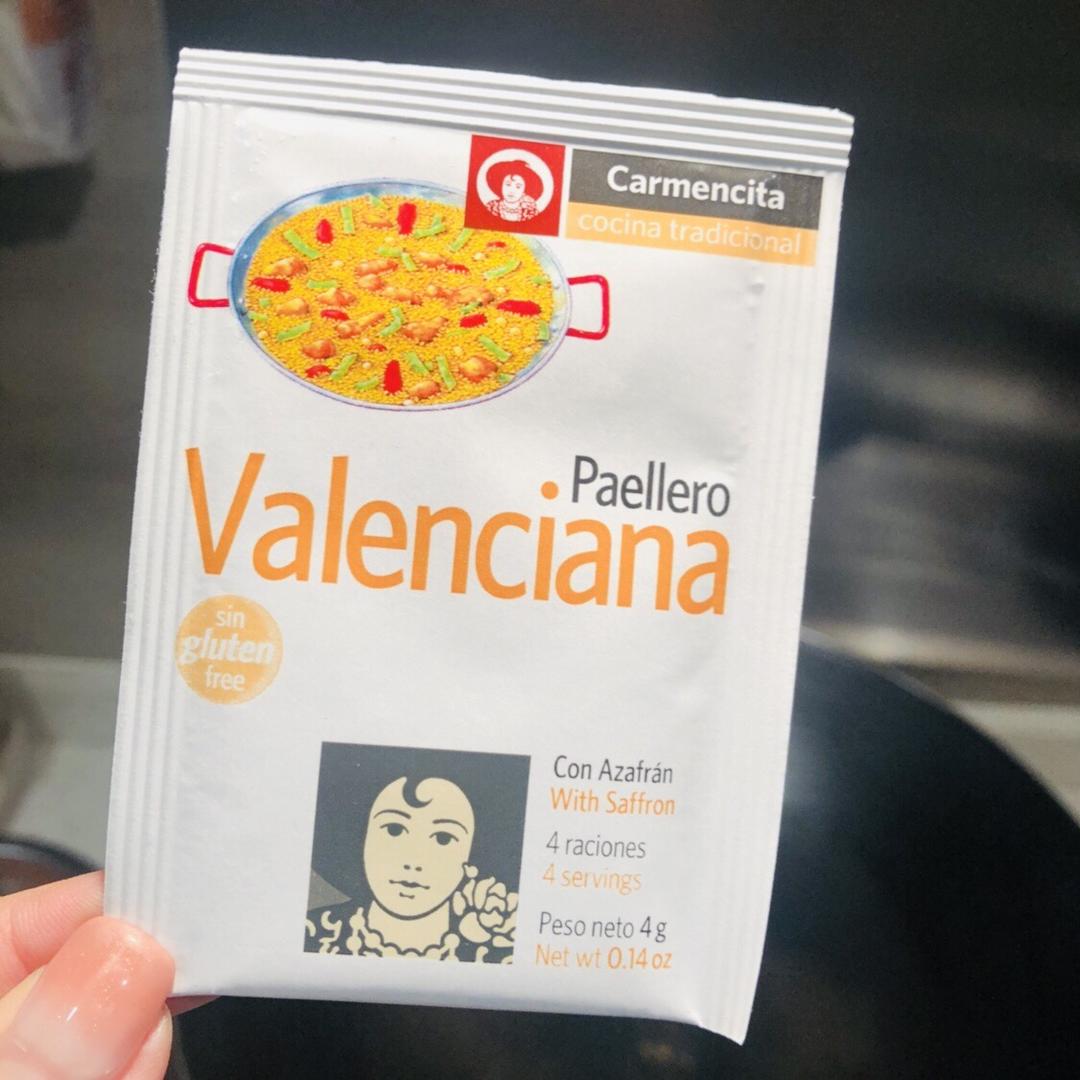 Carmencita
cocina tradicional
Paellero
Valenciana
sin
gluten
free
Con Azafrán
With Saffron
4 raciones
4 servings
Peso neto 4 g
Net wt 0.14 oz